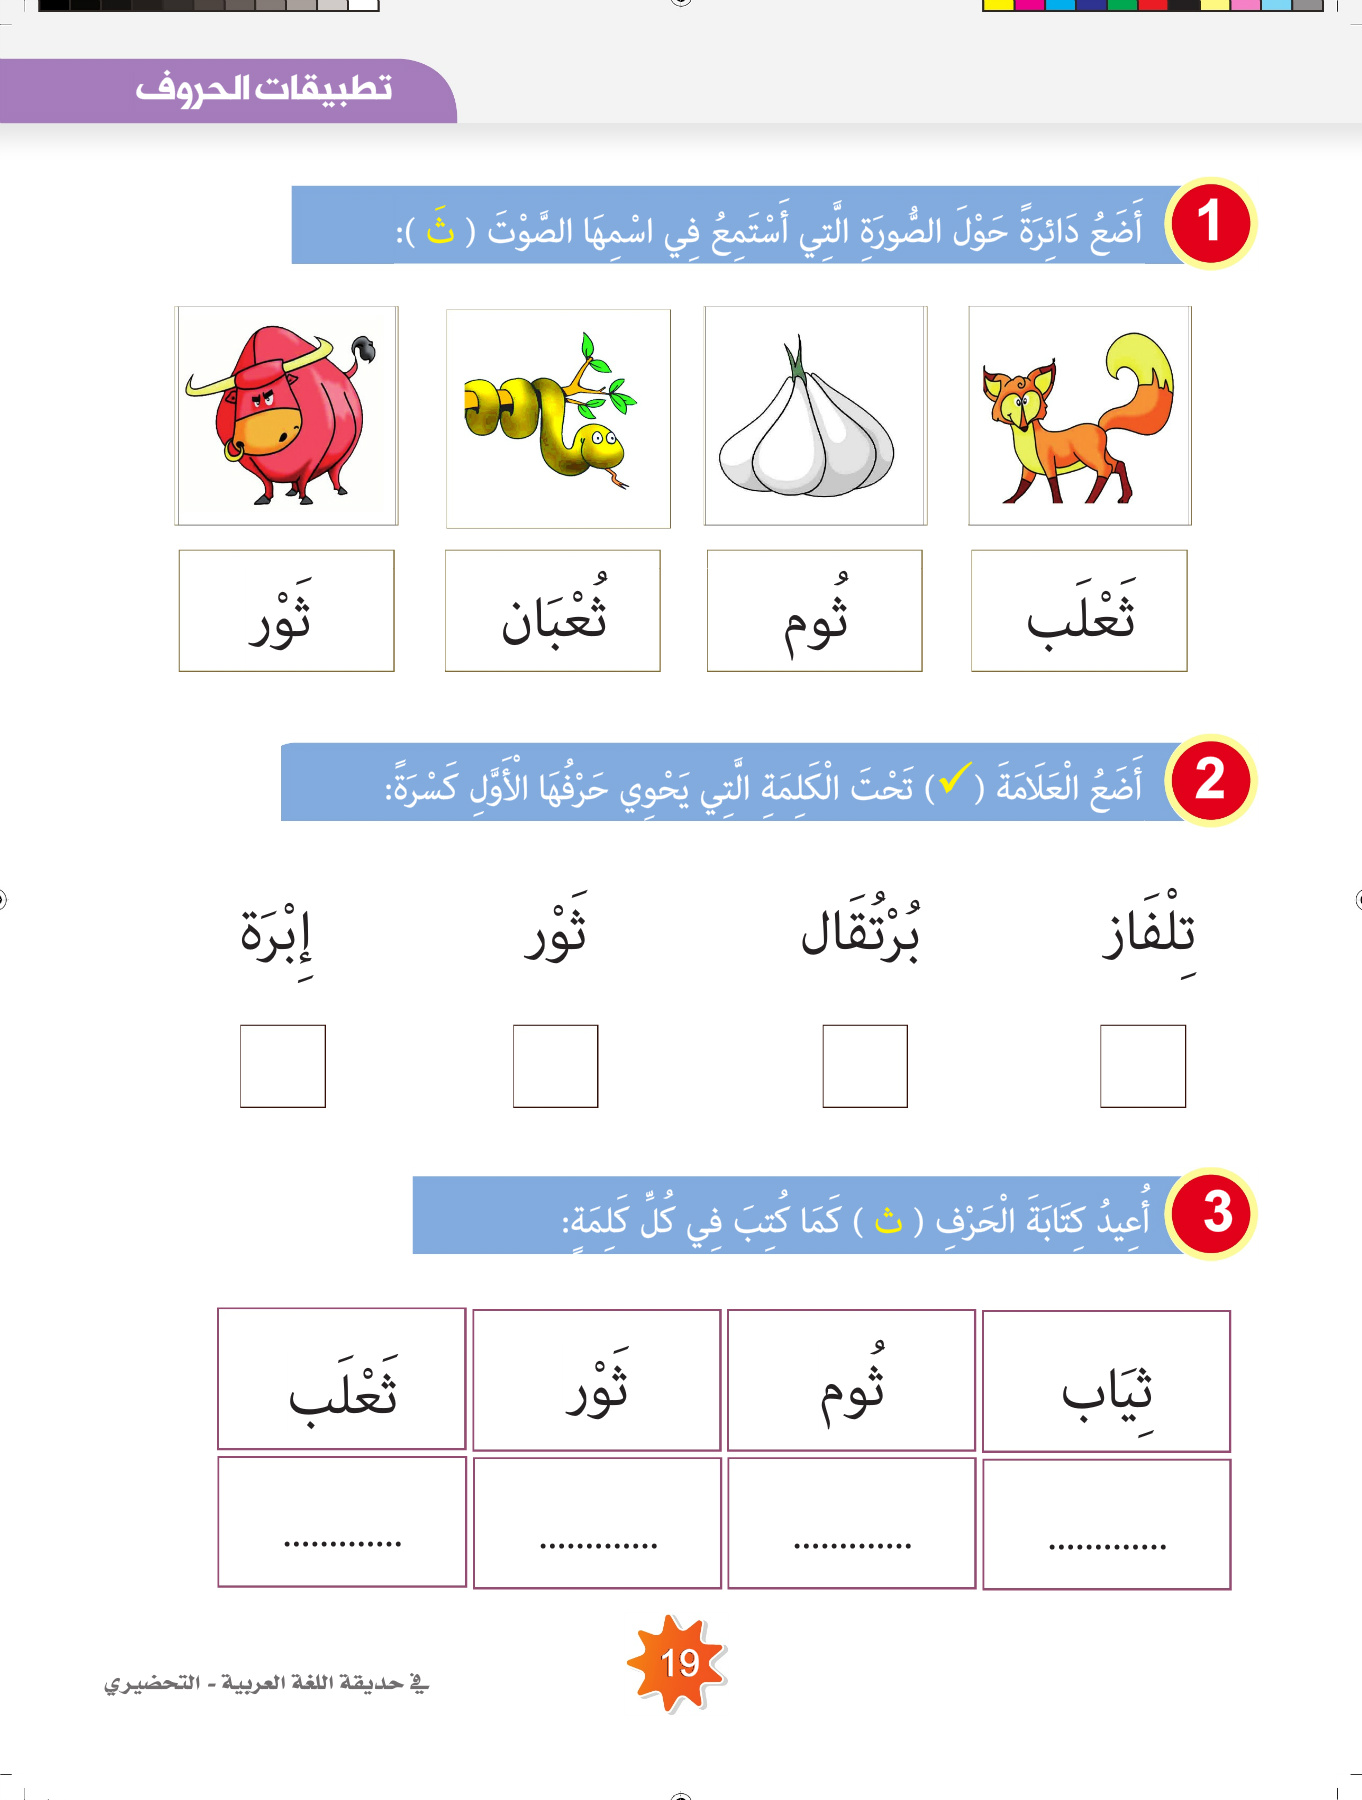 تطبيقات الحروف
1 أَضَعُ دَائِرَةً حَوْلَ الصُّورَةِ الَّتِي أَسْتَمِعُ فِي اسْمِهَا الصَّوْتَ ( ثَ ):
ثَعْلَب ثُوم ثُعْبَان ثَوْر
2 أَضَعُ الْعَلَامَةَ (✓) تَحْتَ الْكَلِمَةِ الَّتِي يَحْوِي حَرْفُهَا الْأَوَّلِ كَسْرَةً:
تِلْفَاز بُرْتُقَال ثَوْر إِبْرَة
3 أُعِيدُ كِتَابَةَ الْحَرْفِ ( ث ) كَمَا كُتِبَ فِي كُلِّ كَلِمَةٍ:
ثِيَاب ثُوم ثَوْر ثَعْلَب
............. ............. ............. .............
19
في حديقة اللغة العربية - التحضيري